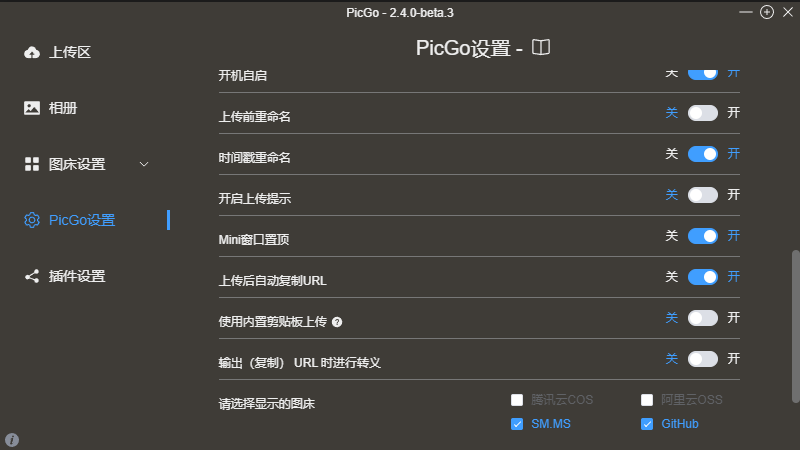 PicGo - 2.4.0-beta.3
PicGo设置 -
上传区
相册
图床设置
PicGo设置
插件设置
开机自启 关 开
上传前重命名 关 开
时间戳重命名 关 开
开启上传提示 关 开
Mini窗口置顶 关 开
上传后自动复制URL 关 开
使用内置剪贴板上传 关 开
输出（复制） URL 时进行转义 关 开
请选择显示的图床 腾讯云COS 阿里云OSS
SM.MS GitHub